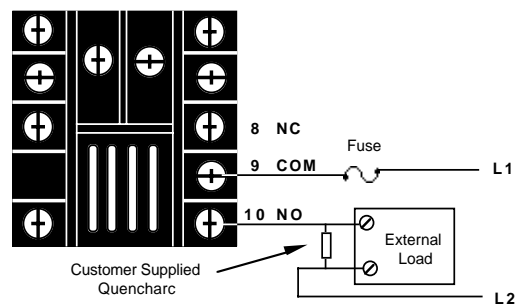 8 NC
Fuse
9 COM
L1
10 NO
External
Load
Customer Supplied
Quencharc
L2